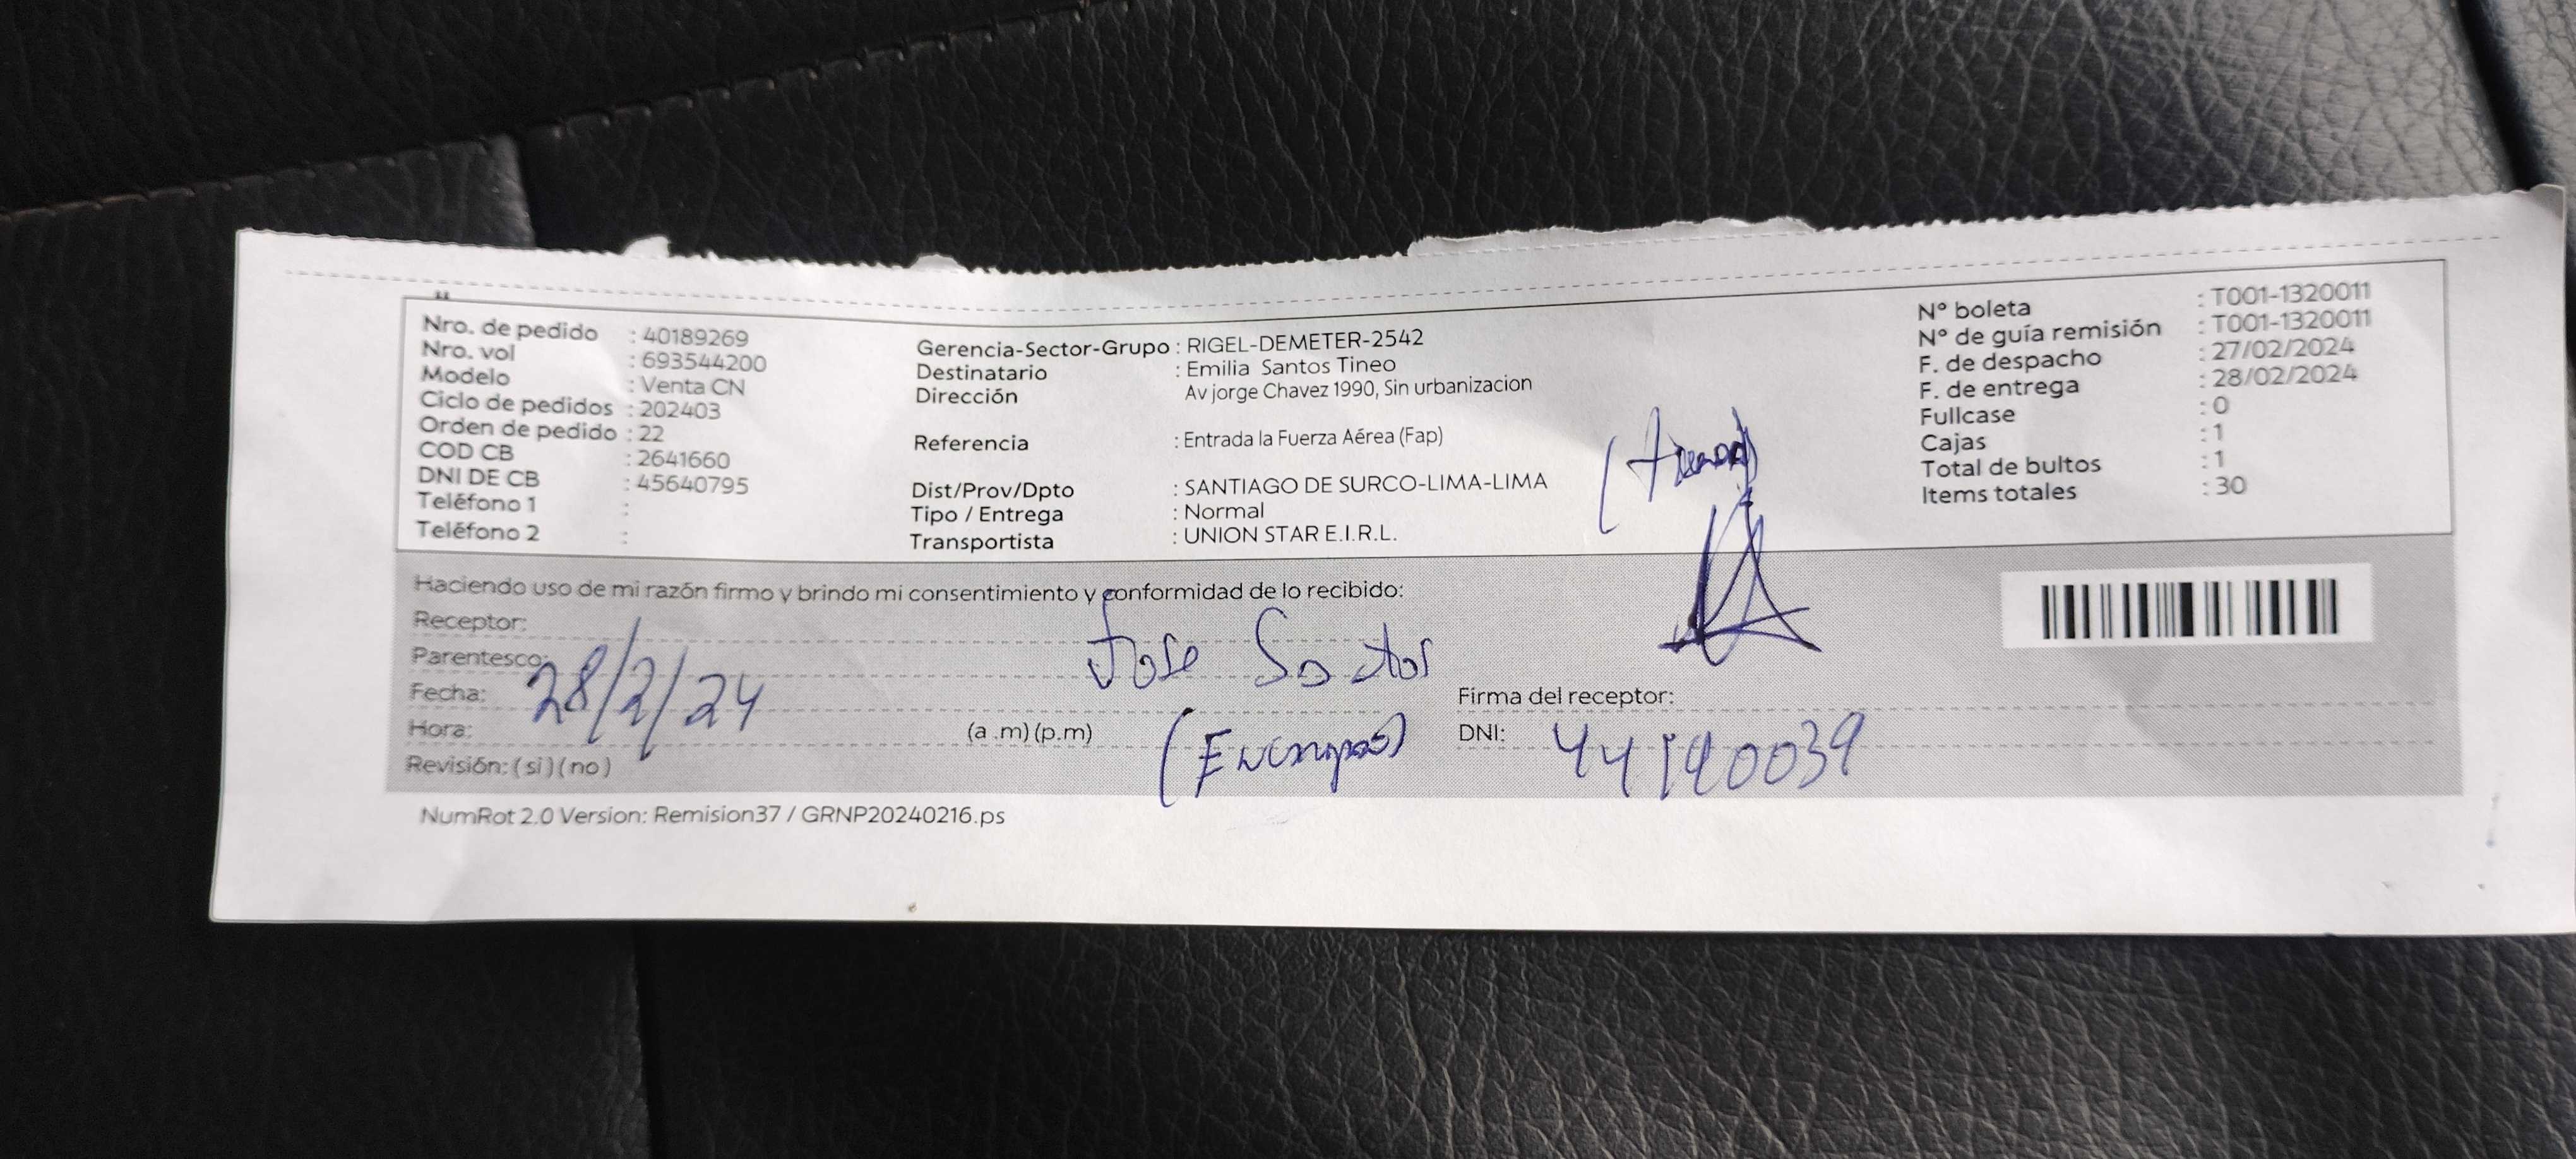 Nro. de pedido : 40189269
Nro. vol : 693544200
Modelo : Venta CN
Ciclo de pedidos : 202403
Orden de pedido : 22
COD CB : 2641660
DNI DE CB : 45640795
Teléfono 1 :
Teléfono 2 :
Gerencia-Sector-Grupo : RIGEL-DEMETER-2542
Destinatario : Emilia Santos Tineo
Dirección Av jorge Chavez 1990, Sin urbanizacion
Referencia : Entrada la Fuerza Aérea (Fap)
Dist/Prov/Dpto : SANTIAGO DE SURCO-LIMA-LIMA
Tipo / Entrega : Normal
Transportista : UNION STAR E.I.R.L.
N° boleta : T001-1320011
N° de guía remisión : T001-1320011
F. de despacho : 27/02/2024
F. de entrega : 28/02/2024
Fullcase : 0
Cajas : 1
Total de bultos : 1
Items totales : 30
Haciendo uso de mi razón firmo y brindo mi consentimiento y conformidad de lo recibido:
Receptor: Jose
Parentesco:
Fecha: 28/2/24
Firma del receptor:
Hora: (a .m) (p.m)
DNI: 44190039
Revisión: ( si ) ( no )
NumRot 2.0 Version: Remision37 / GRNP20240216.ps